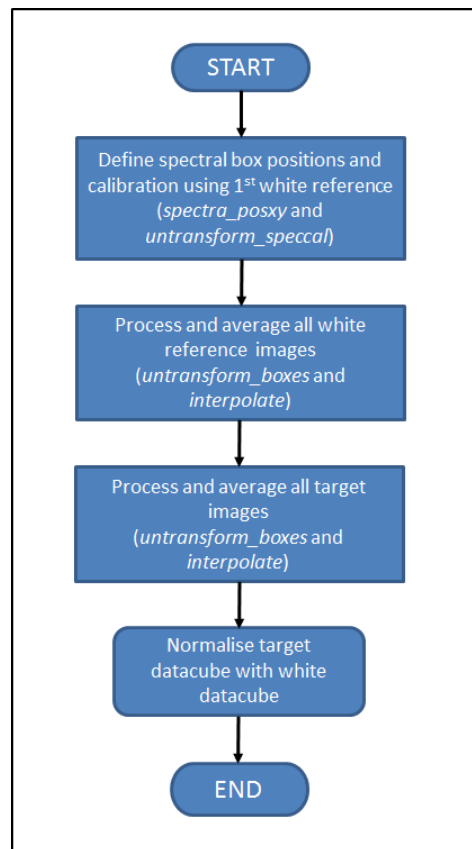 START
Define spectral box positions and
calibration using 1st white reference
(spectra_posxy and
untransform_speccal)
Process and average all white
reference images
(untransform_boxes and
interpolate)
Process and average all target
images
(untransform_boxes and
interpolate)
Normalise target
datacube with white
datacube
END